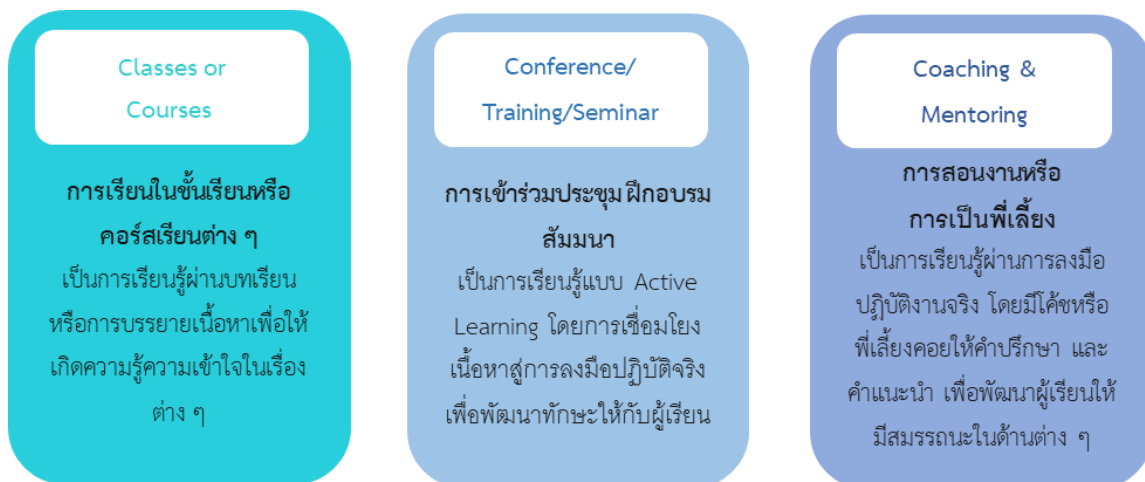 Classes or
Courses
การเรียนในชั้นเรียนหรือ
คอร์สเรียนต่าง ๆ
เป็นการเรียนรู้ผ่านบทเรียน
หรือการบรรยายเนื้อหาเพื่อให้
เกิดความรู้ความเข้าใจในเรื่อง
ต่าง ๆ
Conference/
Training/Seminar
การเข้าร่วมประชุม ฝึกอบรม
สัมมนา
เป็นการเรียนรู้แบบ Active
Learning โดยการเชื่อมโยง
เนื้อหาสู่การลงมือปฏิบัติจริง
เพื่อพัฒนาทักษะให้กับผู้เรียน
Coaching &
Mentoring
การสอนงานหรือ
การเป็นพี่เลี้ยง
เป็นการเรียนรู้ผ่านการลงมือ
ปฏิบัติงานจริง โดยมีโค้ชหรือ
พี่เลี้ยงคอยให้คำปรึกษา และ
คำแนะนำ เพื่อพัฒนาผู้เรียนให้
มีสมรรถนะในด้านต่าง ๆ